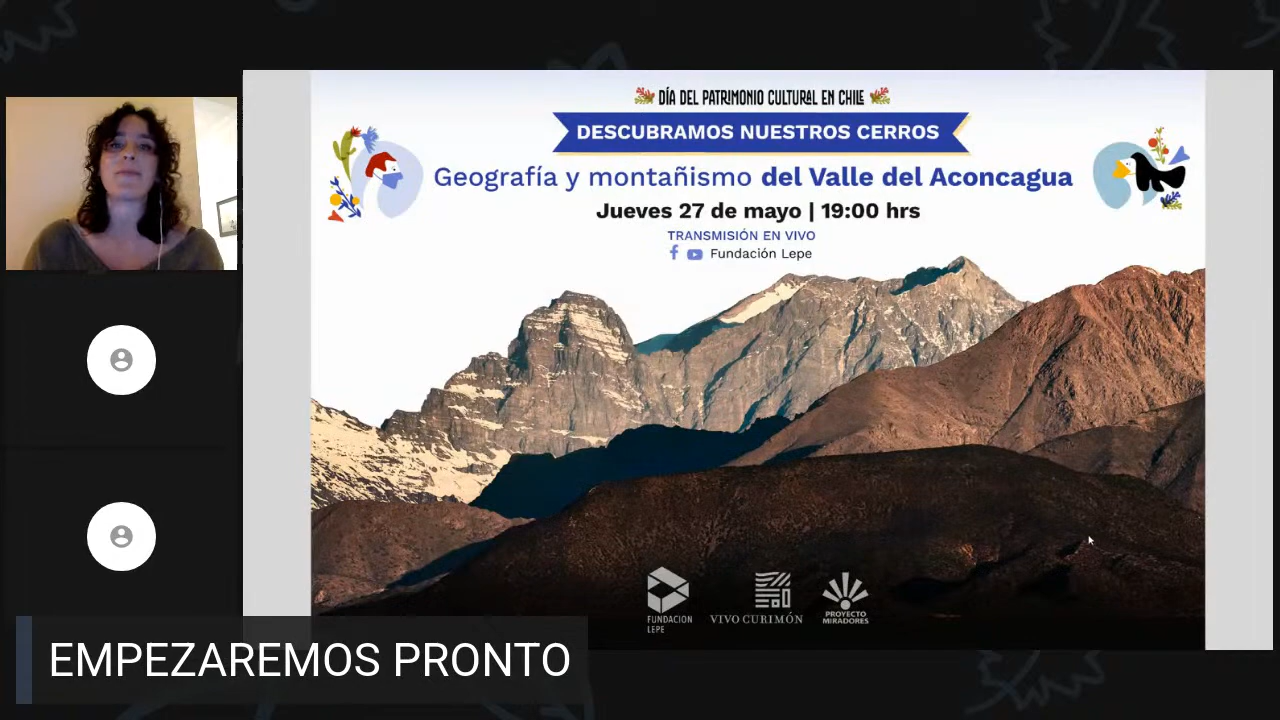 DÍA DEL PATRIMONIO CULTURAL EN CHILE
DESCUBRAMOS NUESTROS CERROS
Geografía y montañismo del Valle del Aconcagua
Jueves 27 de mayo | 19:00 hrs
TRANSMISIÓN EN VIVO
Fundación Lepe
FUNDACION
LEPE
VIVO CURIMÓN
PROYECTO
MIRADORES
EMPEZAREMOS PRONTO